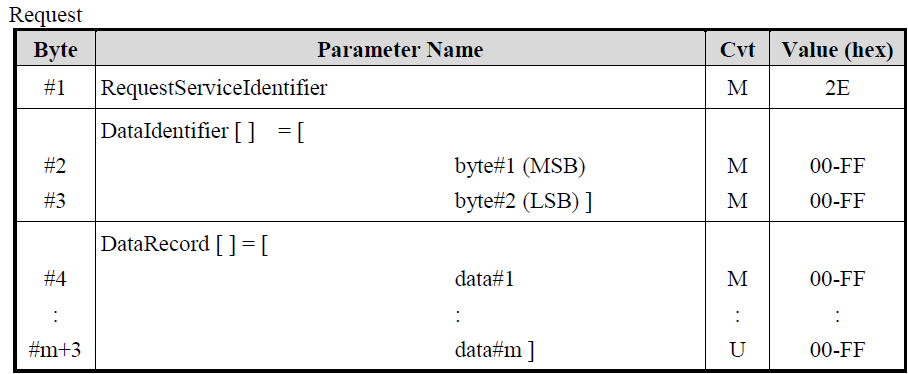 Request
Byte Parameter Name Cvt Value (hex)
#1 RequestServiceIdentifier M 2E
DataIdentifier [ ] = [
#2 byte#1 (MSB) M 00-FF
#3 byte#2 (LSB) ] M 00-FF
DataRecord [ ] = [
#4 data#1 M 00-FF
: : : :
#m+3 data#m ] U 00-FF